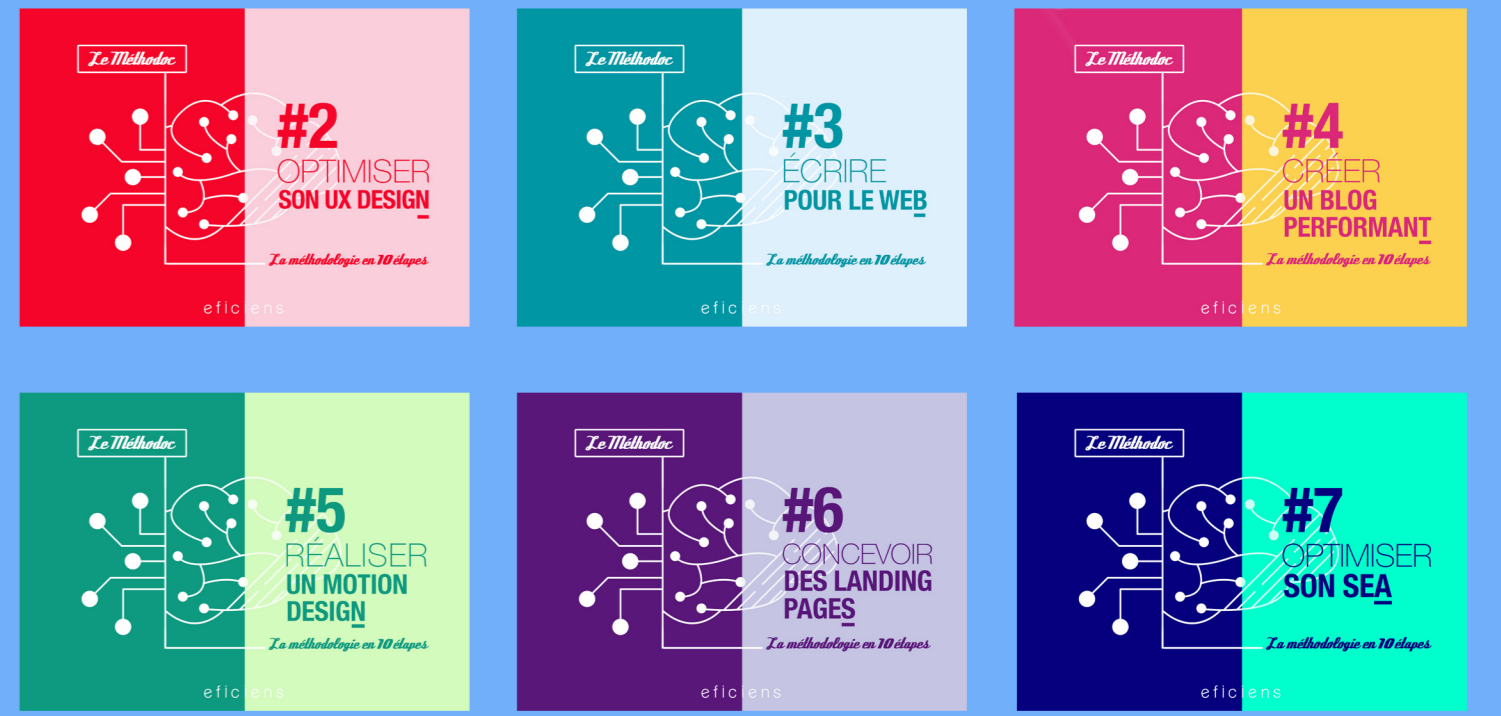 Le Méthodoc
#2
OPTIMISER
SON UX DESIGN
La méthodologie en 10 étapes
eficiens
Le Méthodoc
#3
ÉCRIRE
POUR LE WEB
La méthodologie en 10 étapes
eficiens
Le Méthodoc
#4
CRÉER
UN BLOG
PERFORMANT
La méthodologie en 10 étapes
eficiens
Le Méthodoc
#5
RÉALISER
UN MOTION
DESIGN
La méthodologie en 10 étapes
eficiens
Le Méthodoc
#6
CONCEVOIR
DES LANDING
PAGES
La méthodologie en 10 étapes
eficiens
Le Méthodoc
#7
OPTIMISER
SON SEA
La méthodologie en 10 étapes
eficiens